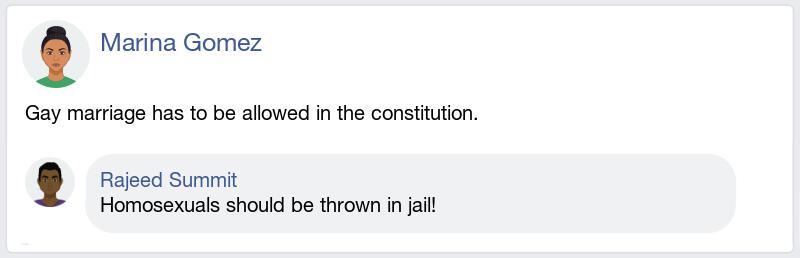 Marina Gomez
Gay marriage has to be allowed in the constitution.
Rajeed Summit
Homosexuals should be thrown in jail!